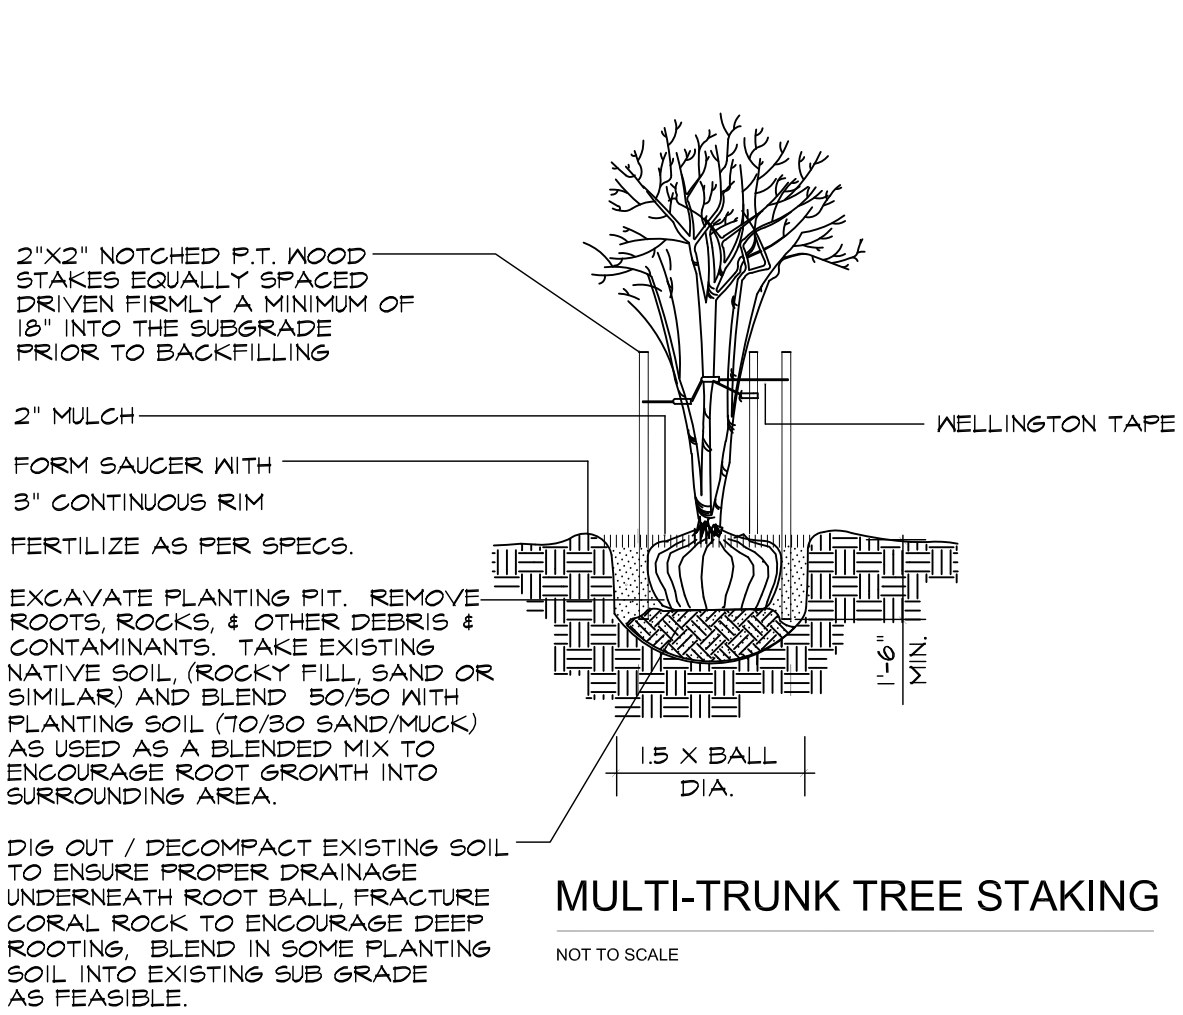 2"X2" NOTCHED P.T. WOOD
STAKES EQUALLY SPACED
DRIVEN FIRMLY A MINIMUM OF
18" INTO THE SUBGRADE
PRIOR TO BACKFILLING
2" MULCH
WELLINGTON TAPE
FORM SAUCER WITH
3" CONTINUOUS RIM
FERTILIZE AS PER SPECS.
EXCAVATE PLANTING PIT. REMOVE
ROOTS, ROCKS, & OTHER DEBRIS &
CONTAMINANTS. TAKE EXISTING
NATIVE SOIL, (ROCKY FILL, SAND OR
SIMILAR) AND BLEND 50/50 WITH
PLANTING SOIL (70/30 SAND/MUCK)
AS USED AS A BLENDED MIX TO
ENCOURAGE ROOT GROWTH INTO
SURROUNDING AREA.
1'-6"
MIN.
1.5 X BALL
DIA.
DIG OUT / DECOMPACT EXISTING SOIL
TO ENSURE PROPER DRAINAGE
UNDERNEATH ROOT BALL, FRACTURE
CORAL ROCK TO ENCOURAGE DEEP
ROOTING, BLEND IN SOME PLANTING
SOIL INTO EXISTING SUB GRADE
AS FEASIBLE.
MULTI-TRUNK TREE STAKING
NOT TO SCALE